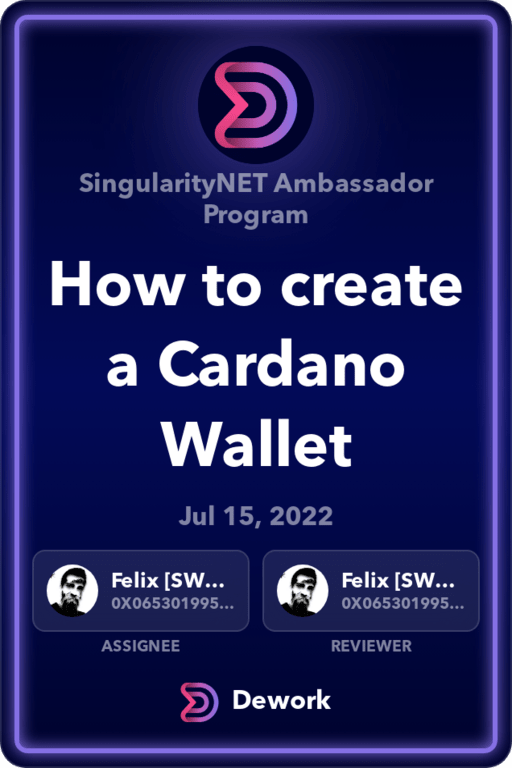 SingularityNET Ambassador
Program
How to create
a Cardano
Wallet
Jul 15, 2022
Felix [SW...
0X065301995...
ASSIGNEE
Felix [SW...
0X065301995...
REVIEWER
Dework